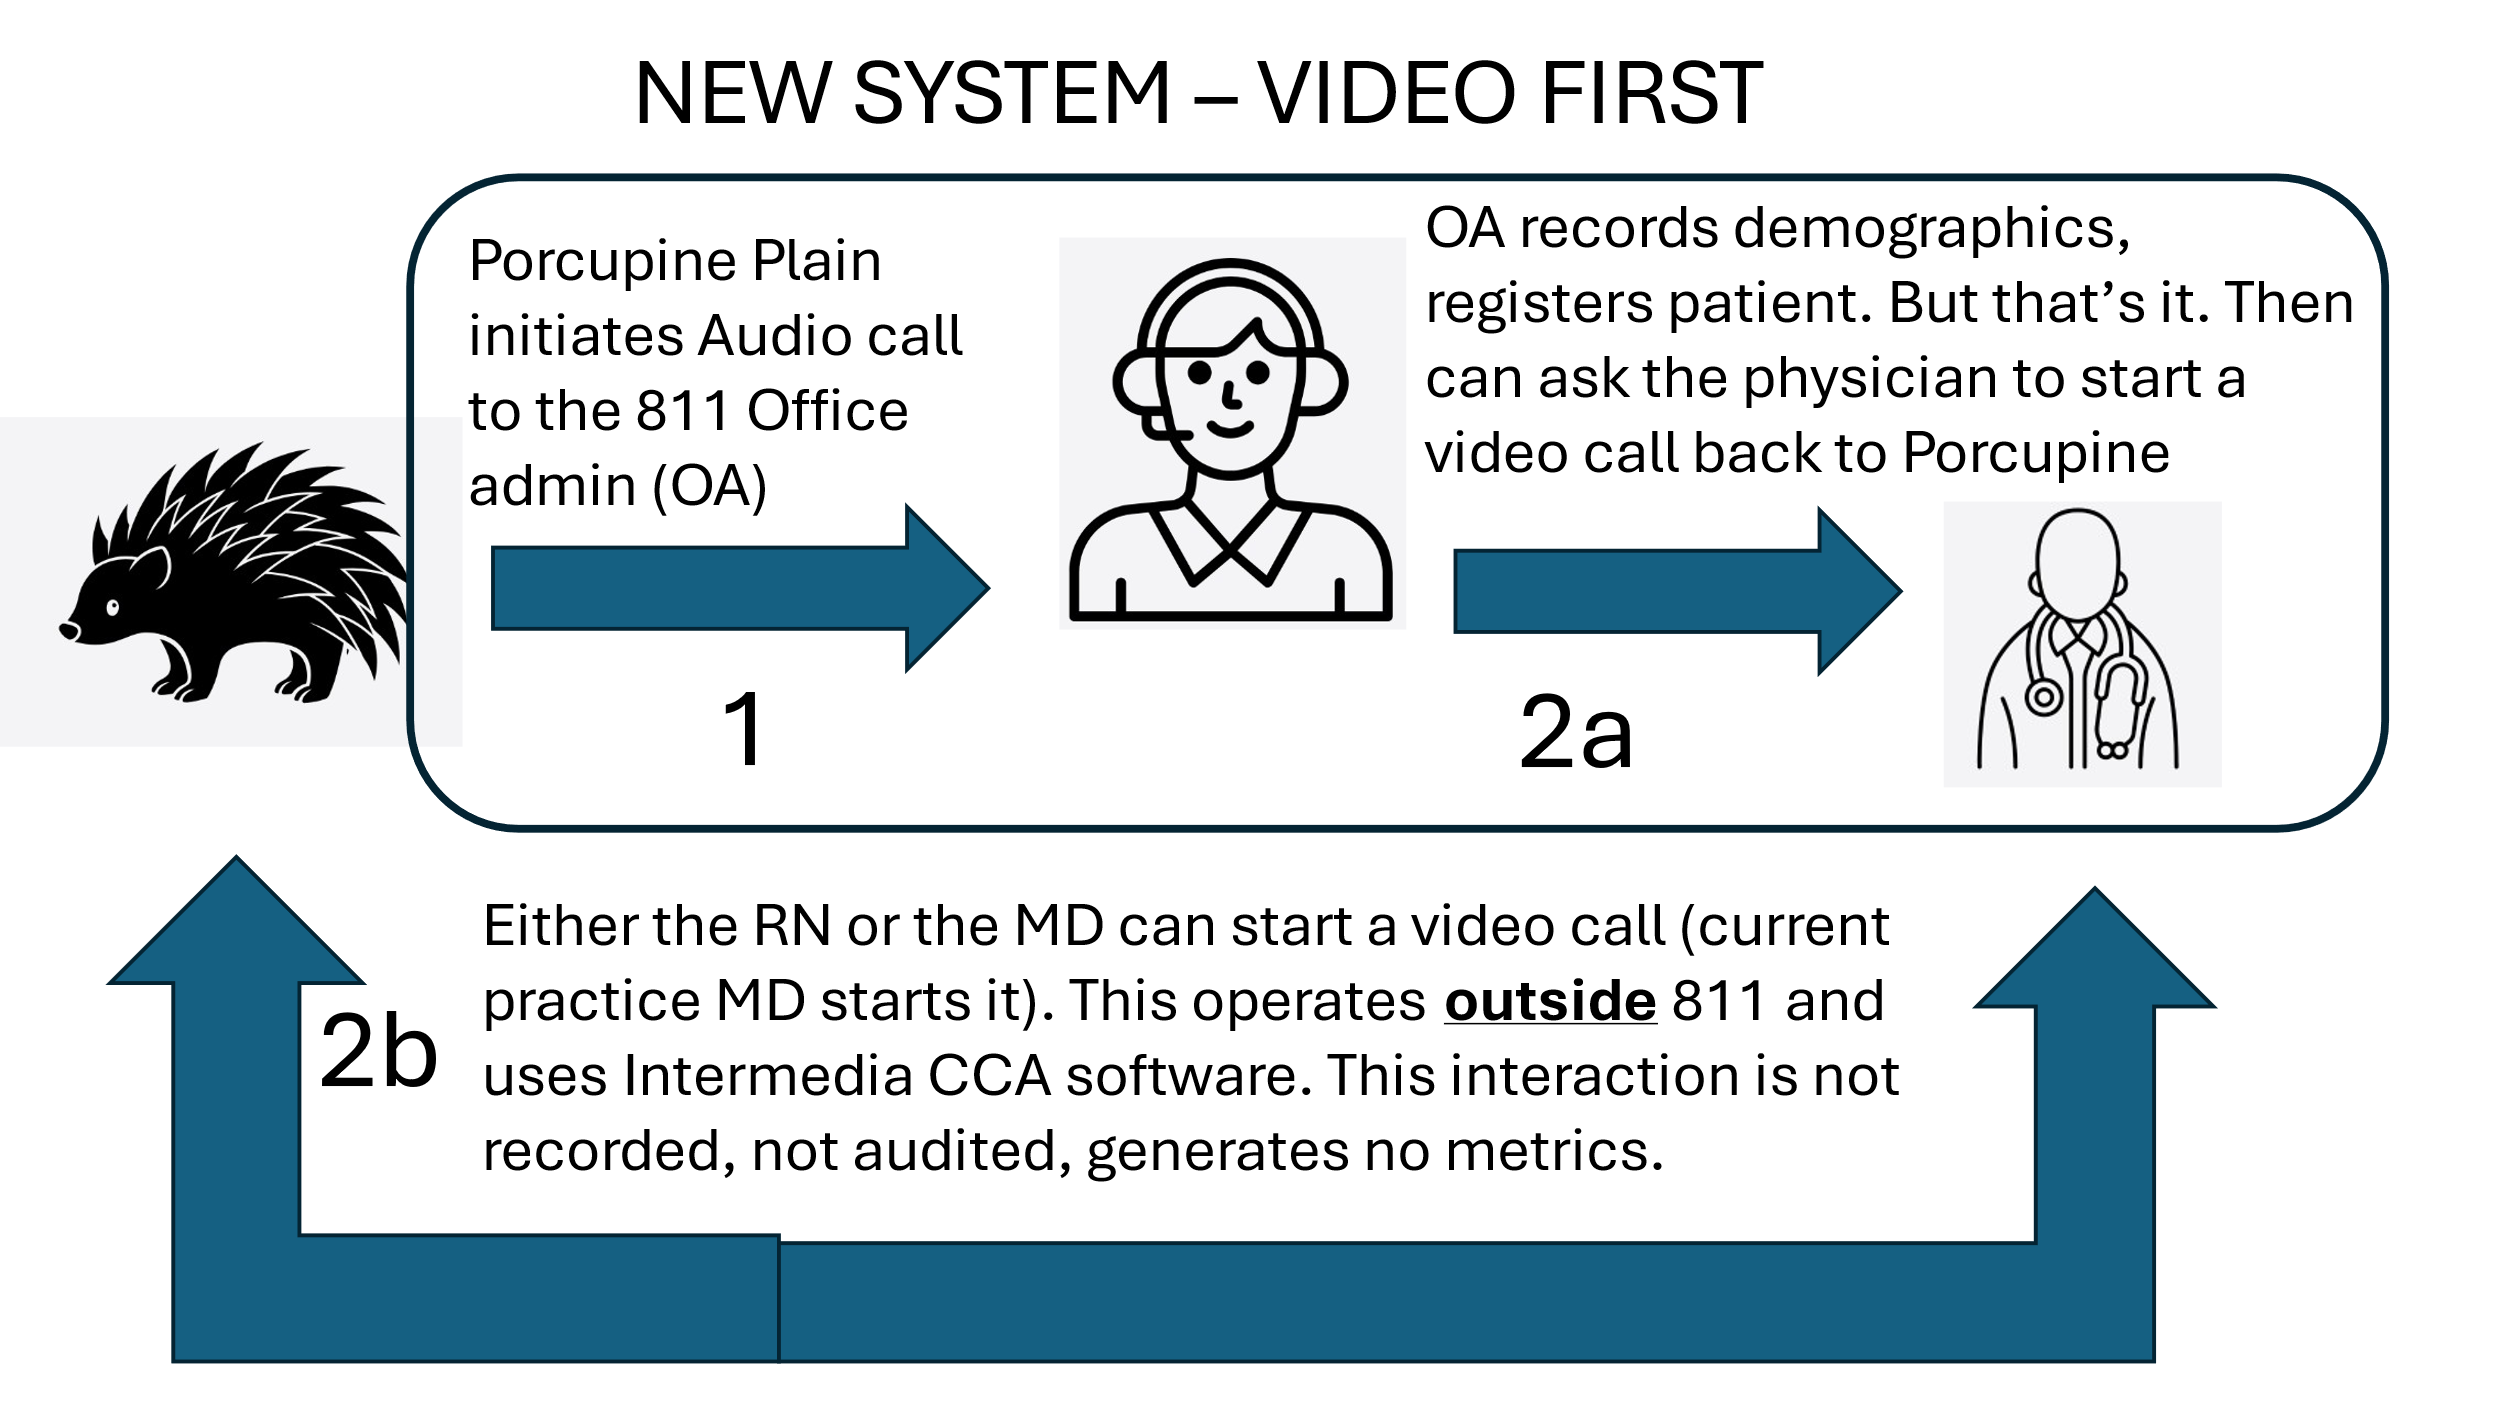 NEW SYSTEM – VIDEO FIRST
Porcupine Plain
initiates Audio call
to the 811 Office
admin (OA)
OA records demographics,
registers patient. But that’s it. Then
can ask the physician to start a
video call back to Porcupine
1
2a
2b
Either the RN or the MD can start a video call (current
practice MD starts it). This operates outside 811 and
uses Intermedia CCA software. This interaction is not
recorded, not audited, generates no metrics.